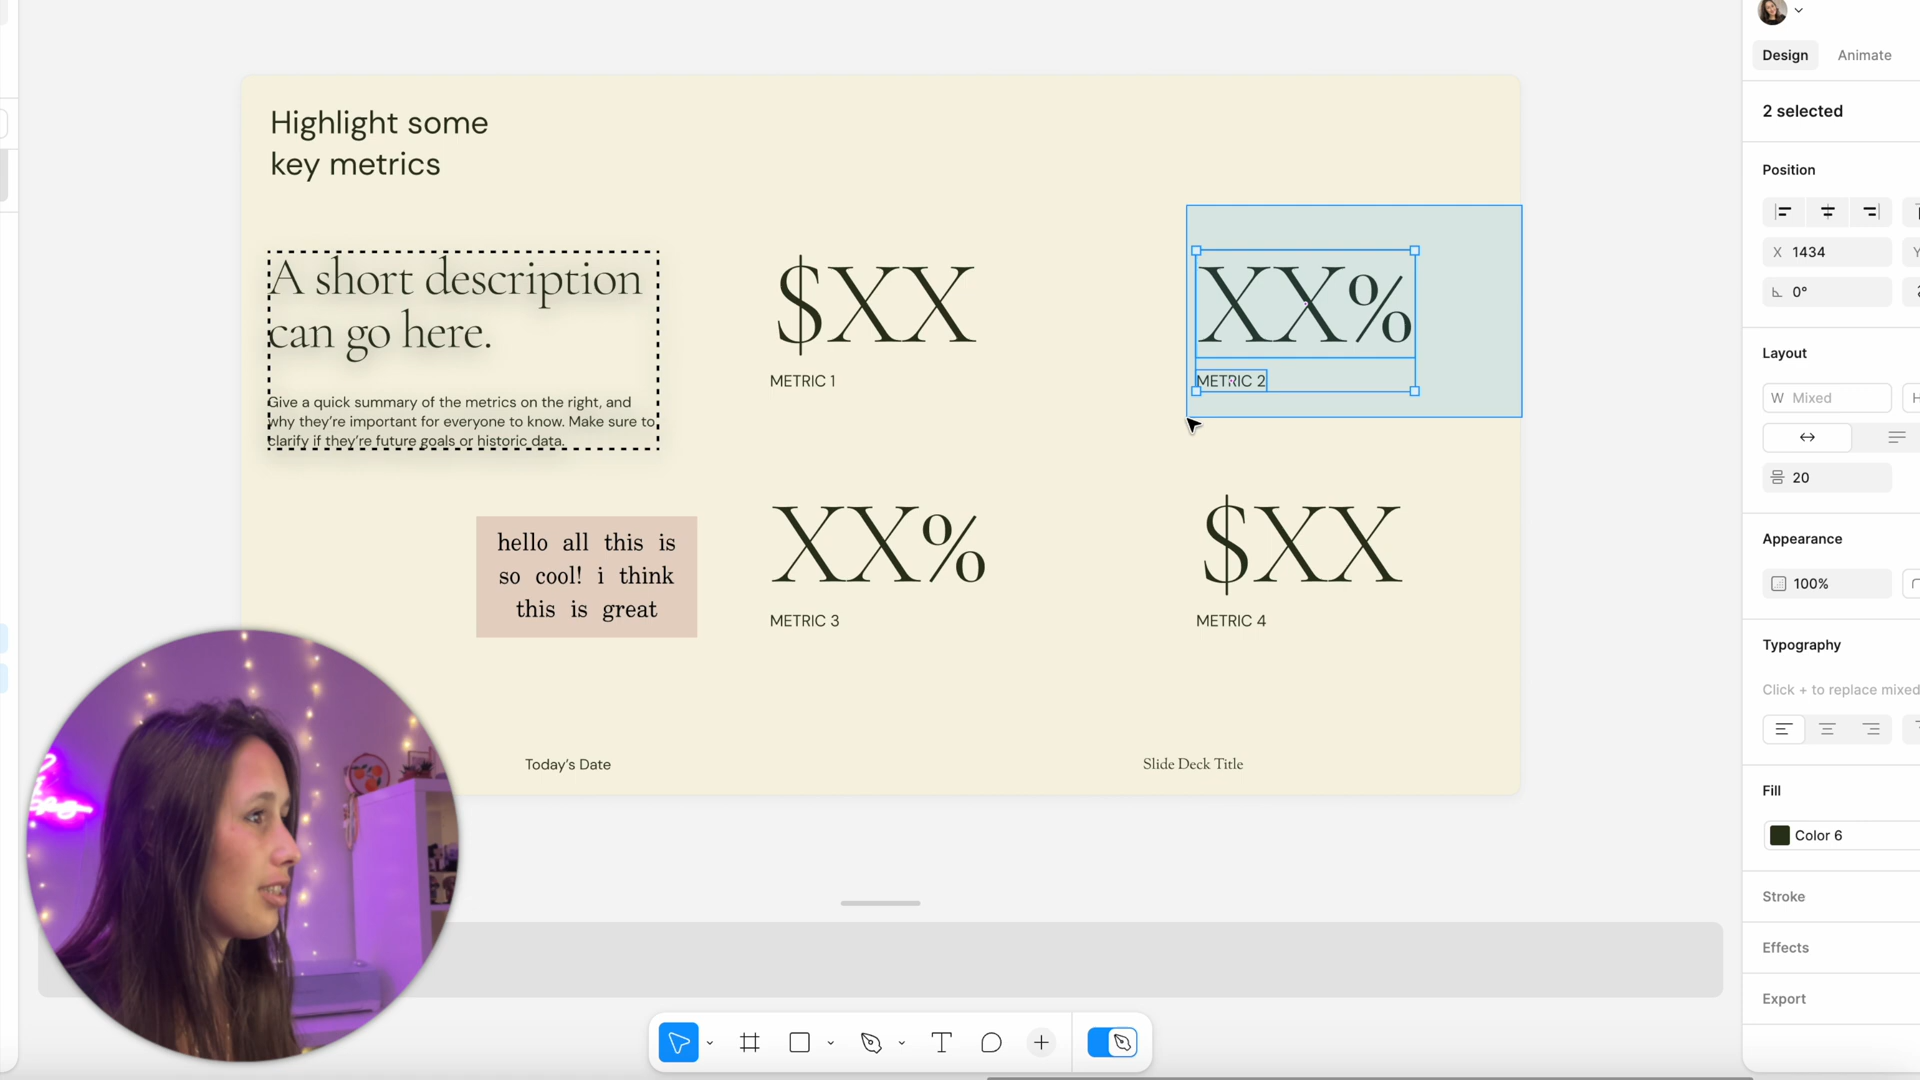 Highlight some
key metrics
A short description
can go here.
Give a quick summary of the metrics on the right, and
why they’re important for everyone to know. Make sure to
clarify if they’re future goals or historic data.
hello all this is
so cool! i think
this is great
$XX
METRIC 1
XX%
METRIC 2
XX%
METRIC 3
$XX
METRIC 4
Today’s Date
Slide Deck Title
Design Animate
2 selected
Position
X 1434
0°
Layout
W Mixed
20
Appearance
100%
Typography
Click + to replace mixed
Fill
Color 6
Stroke
Effects
Export